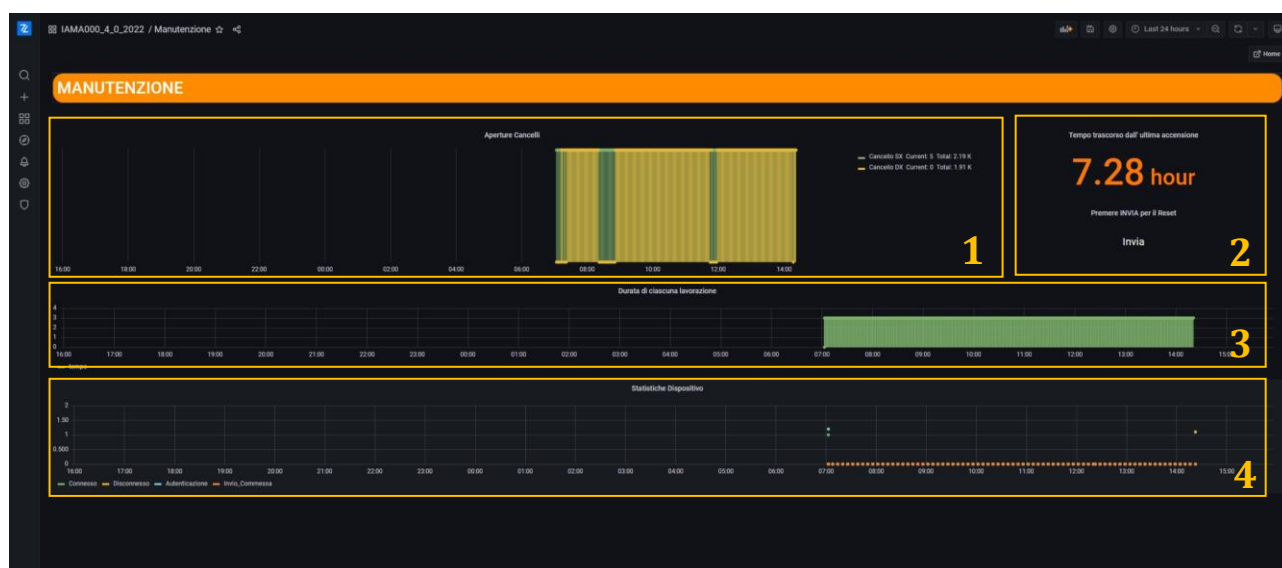 IAMA000_4_0_2022 / Manutenzione
Last 24 hours
Home
MANUTENZIONE
Aperture Cancelli
Cancello SX Current: 5 Total: 2.19 K
Cancello DX Current: 0 Total: 1.91 K
16:00 18:00 20:00 22:00 00:00 02:00 04:00 06:00 08:00 10:00 12:00 14:00
1
Tempo trascorso dall' ultima accensione
7.28 hour
Premere INVIA per il Reset
Invia
2
Durata di ciascuna lavorazione
4
3
2
1
0
16:00 17:00 18:00 19:00 20:00 21:00 22:00 23:00 00:00 01:00 02:00 03:00 04:00 05:00 06:00 07:00 08:00 09:00 10:00 11:00 12:00 13:00 14:00 15:00
tempo
3
Statistiche Dispositivo
2
1.50
1
0.500
0
16:00 17:00 18:00 19:00 20:00 21:00 22:00 23:00 00:00 01:00 02:00 03:00 04:00 05:00 06:00 07:00 08:00 09:00 10:00 11:00 12:00 13:00 14:00 15:00
Connesso Disconnesso Autenticazione Invio_Commessa
4